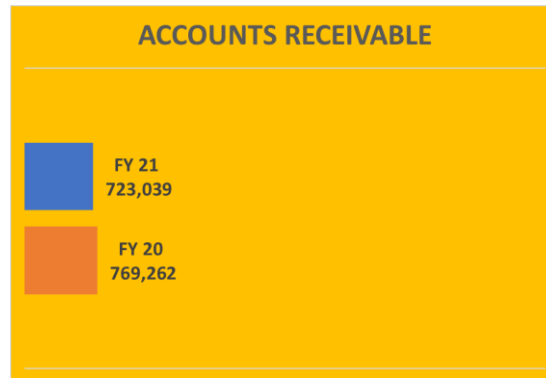 ACCOUNTS RECEIVABLE
FY 21
723,039
FY 20
769,262